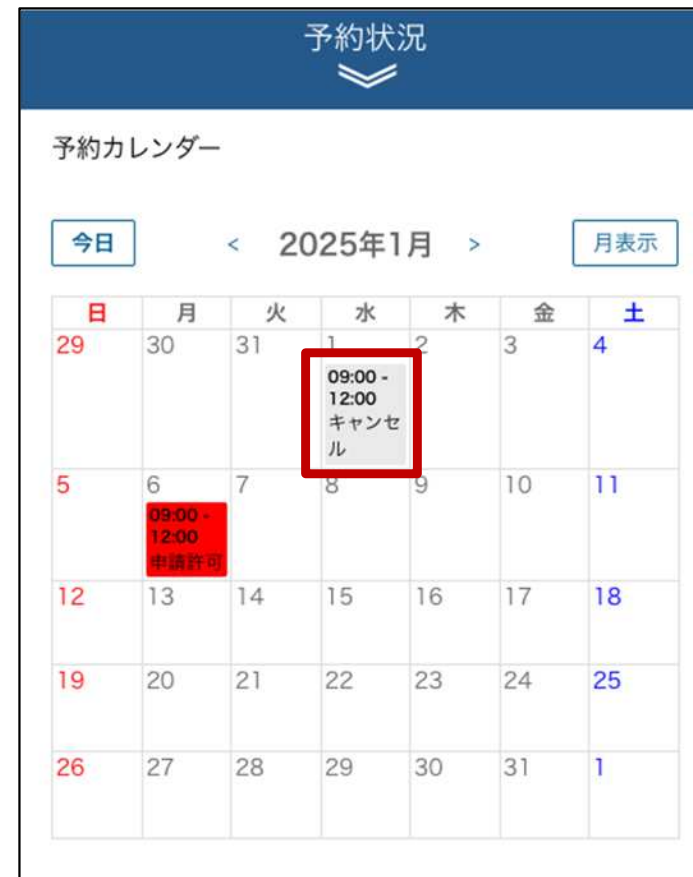 予約状況
予約カレンダー
今日 < 2025年1月 > 月表示
日 月 火 水 木 金 土
29 30 31 1 2 3 4
09:00 -
12:00
キャンセ
ル
5 6 7 8 9 10 11
09:00 -
12:00
申請許可
12 13 14 15 16 17 18
19 20 21 22 23 24 25
26 27 28 29 30 31 1